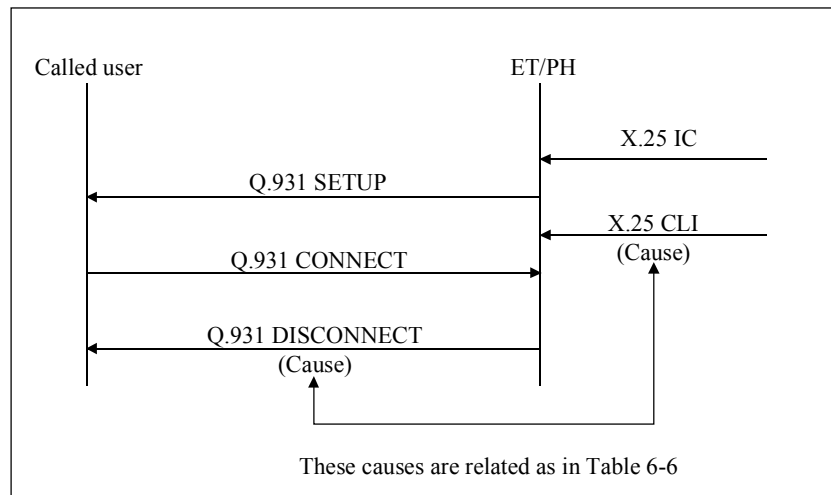 Called user
ET/PH
X.25 IC
Q.931 SETUP
X.25 CLI
(Cause)
Q.931 CONNECT
Q.931 DISCONNECT
(Cause)
These causes are related as in Table 6-6